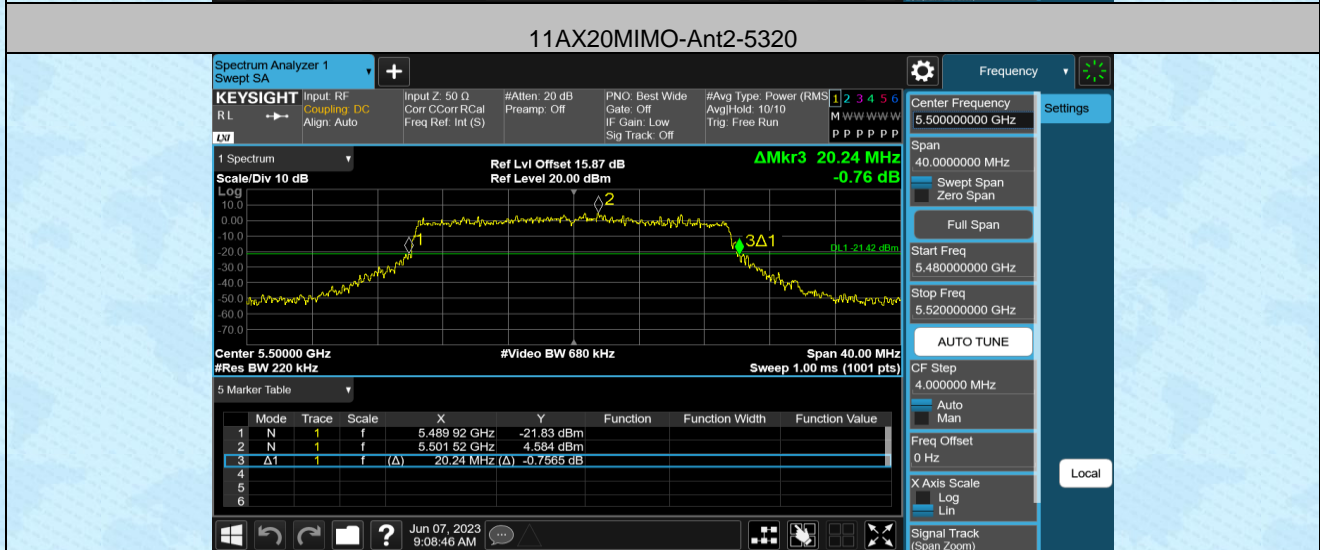 11AX20MIMO-Ant2-5320
Spectrum Analyzer 1
Swept SA
+
Frequency
KEYSIGHT
RL
LXI
Input: RF
Coupling: DC
Align: Auto
Input Z: 50 Ω
Corr CCorr RCal
Freq Ref: Int (S)
#Atten: 20 dB
Preamp: Off
PNO: Best Wide
Gate: Off
IF Gain: Low
Sig Track: Off
#Avg Type: Power (RMS
Avg|Hold: 10/10
Trig: Free Run
1 2 3 4 5 6
M W W W W W
P P P P P P
1 Spectrum
Scale/Div 10 dB
Ref Lvl Offset 15.87 dB
Ref Level 20.00 dBm
ΔMkr3 20.24 MHz
-0.76 dB
Log
10.0
0.00
-10.0
-20.0
-30.0
-40.0
-50.0
-60.0
-70.0
1
2
3Δ1
DL1 -21.42 dBm
Center 5.50000 GHz
#Res BW 220 kHz
#Video BW 680 kHz
Span 40.00 MHz
Sweep 1.00 ms (1001 pts)
5 Marker Table
Mode Trace Scale X Y Function Function Width Function Value
1 N 1 f 5.489 92 GHz -21.83 dBm
2 N 1 f 5.501 52 GHz 4.584 dBm
3 Δ1 1 f (Δ) 20.24 MHz (Δ) -0.7565 dB
4
5
6
?
Jun 07, 2023
9:08:46 AM
Center Frequency
5.500000000 GHz
Span
40.0000000 MHz
Swept Span
Zero Span
Full Span
Start Freq
5.480000000 GHz
Stop Freq
5.520000000 GHz
AUTO TUNE
CF Step
4.000000 MHz
Auto
Man
Freq Offset
0 Hz
X Axis Scale
Log
Lin
Signal Track
(Span Zoom)
Settings
Local